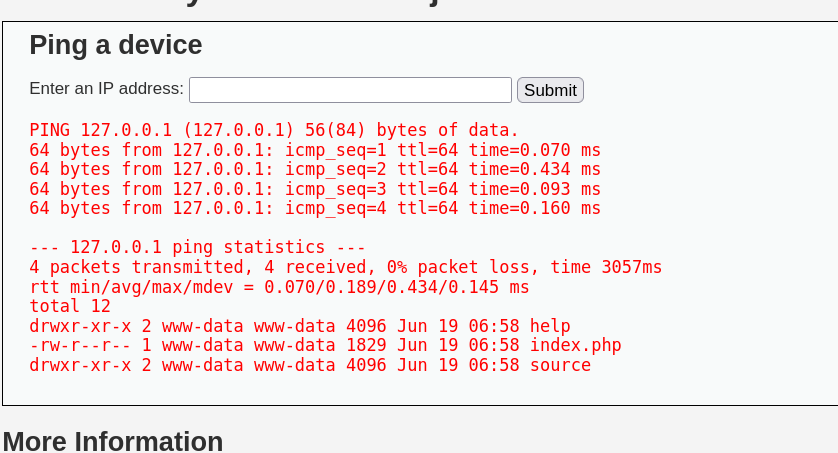 Ping a device
Enter an IP address: Submit
PING 127.0.0.1 (127.0.0.1) 56(84) bytes of data.
64 bytes from 127.0.0.1: icmp_seq=1 ttl=64 time=0.070 ms
64 bytes from 127.0.0.1: icmp_seq=2 ttl=64 time=0.434 ms
64 bytes from 127.0.0.1: icmp_seq=3 ttl=64 time=0.093 ms
64 bytes from 127.0.0.1: icmp_seq=4 ttl=64 time=0.160 ms
--- 127.0.0.1 ping statistics ---
4 packets transmitted, 4 received, 0% packet loss, time 3057ms
rtt min/avg/max/mdev = 0.070/0.189/0.434/0.145 ms
total 12
drwxr-xr-x 2 www-data www-data 4096 Jun 19 06:58 help
-rw-r--r-- 1 www-data www-data 1829 Jun 19 06:58 index.php
drwxr-xr-x 2 www-data www-data 4096 Jun 19 06:58 source
More Information